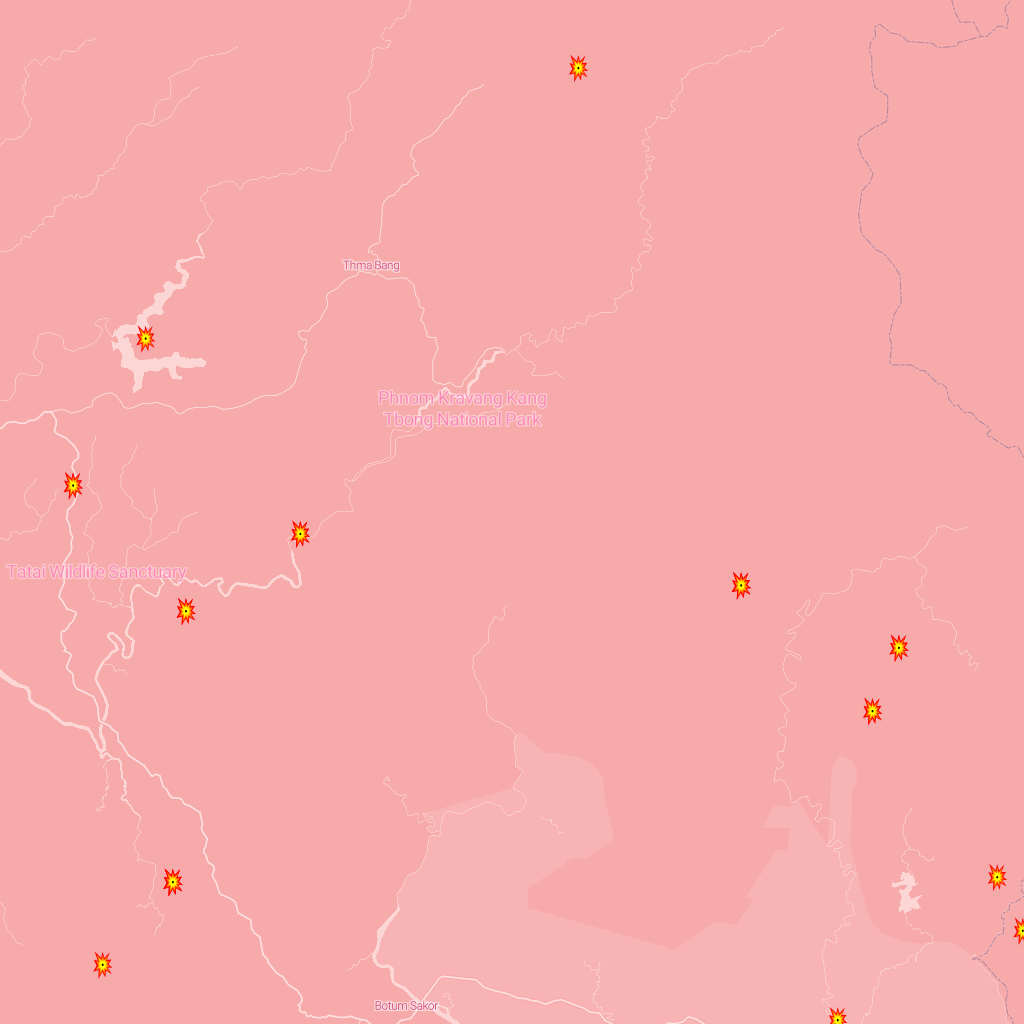 Thma Bang
Phnom Kravang Kang
Tbong National Park
Tatai Wildlife Sanctuary
Botum Sakor